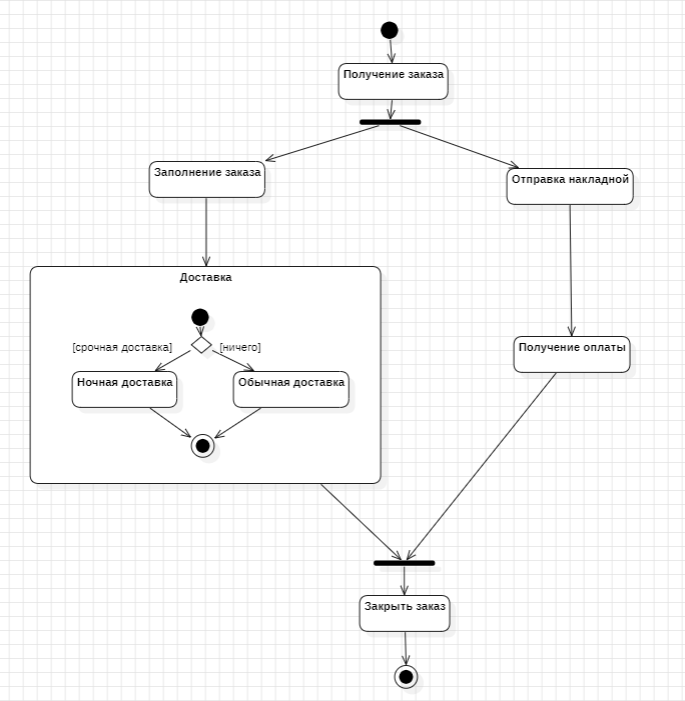 Получение заказа
Заполнение заказа
Отправка накладной
Доставка
[срочная доставка]
[ничего]
Получение оплаты
Ночная доставка
Обычная доставка
Закрыть заказ